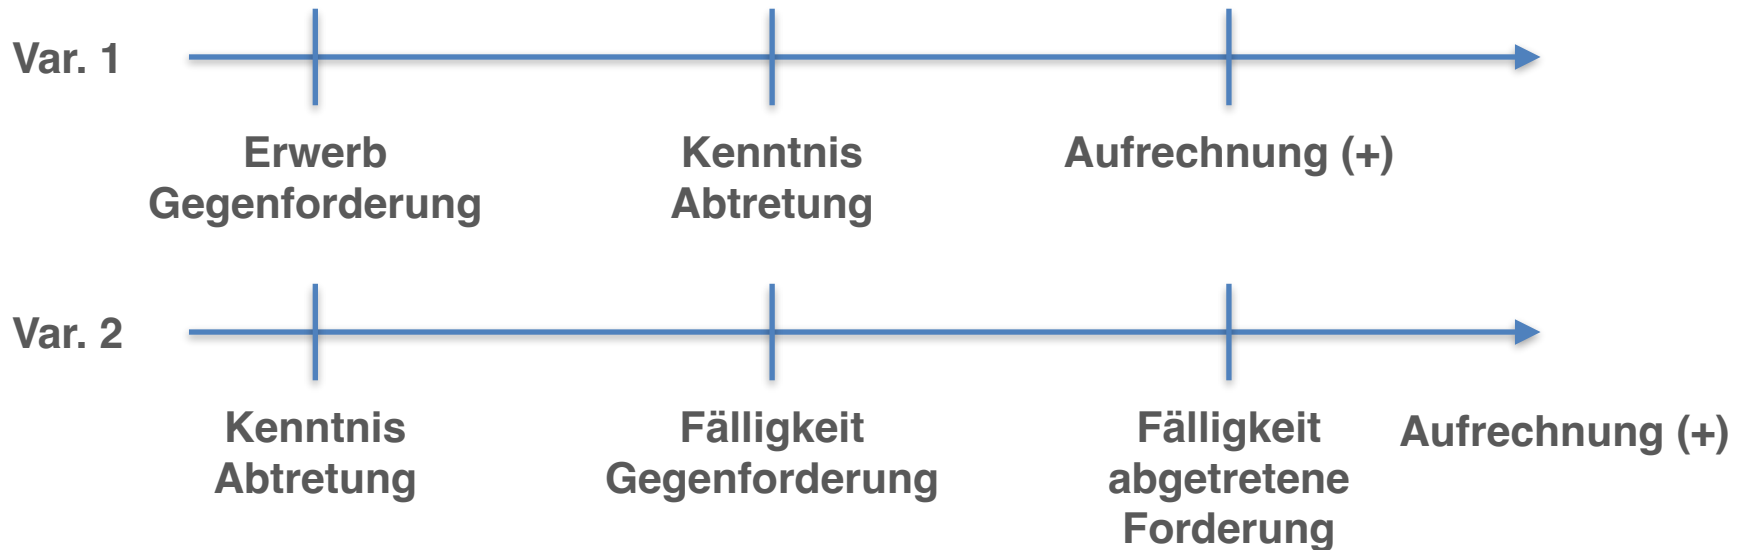 Var. 1
Erwerb
Gegenforderung
Kenntnis
Abtretung
Aufrechnung (+)
Var. 2
Kenntnis
Abtretung
Fälligkeit
Gegenforderung
Fälligkeit
abgetretene
Forderung
Aufrechnung (+)